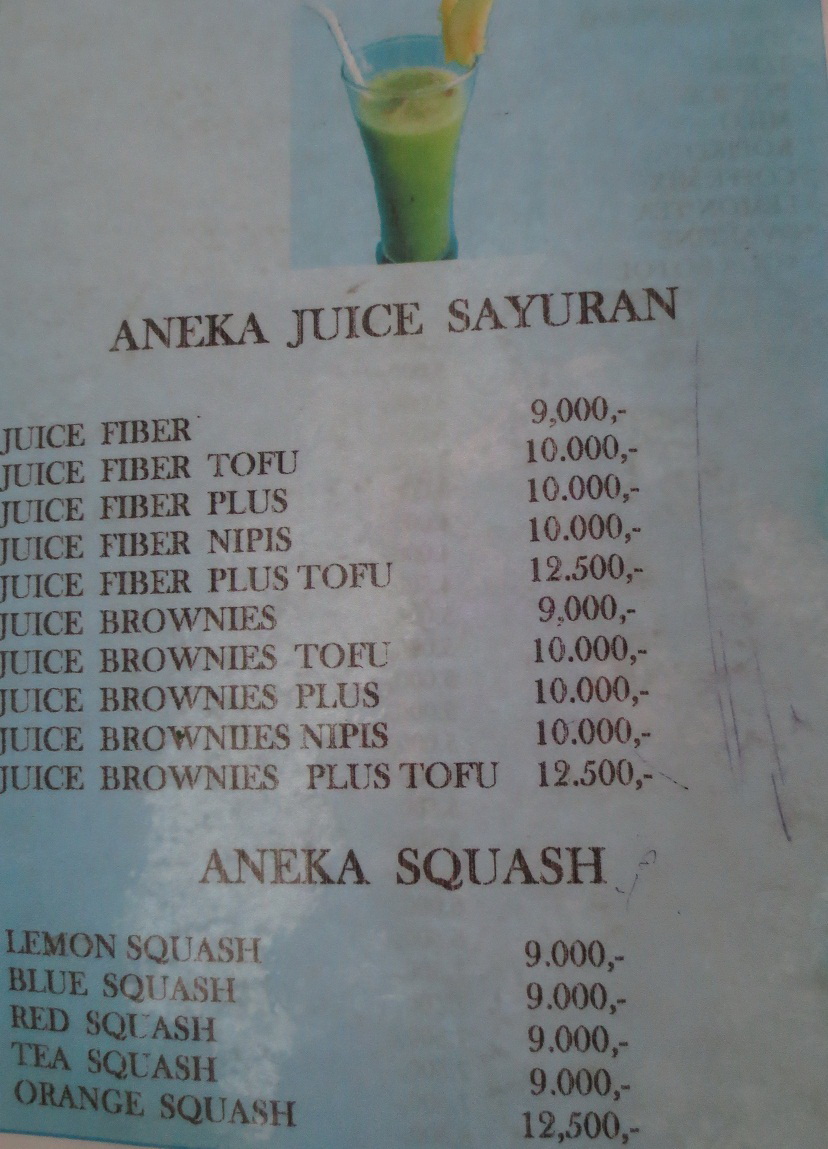 ANEKA JUICE SAYURAN
JUICE FIBER 9,000,-
JUICE FIBER TOFU 10.000,-
JUICE FIBER PLUS 10.000,-
JUICE FIBER NIPIS 10.000,-
JUICE FIBER PLUS TOFU 12.500,-
JUICE BROWNIES 9,000,-
JUICE BROWNIES TOFU 10.000,-
JUICE BROWNIES PLUS 10.000,-
JUICE BROWNIIES NIPIS 10.000,-
JUICE BROWNIES PLUS TOFU 12.500,-
ANEKA SQUASH
LEMON SQUASH 9.000,-
BLUE SQUASH 9.000,-
RED SQUASH 9.000,-
TEA SQUASH 9.000,-
ORANGE SQUASH 12,500,-